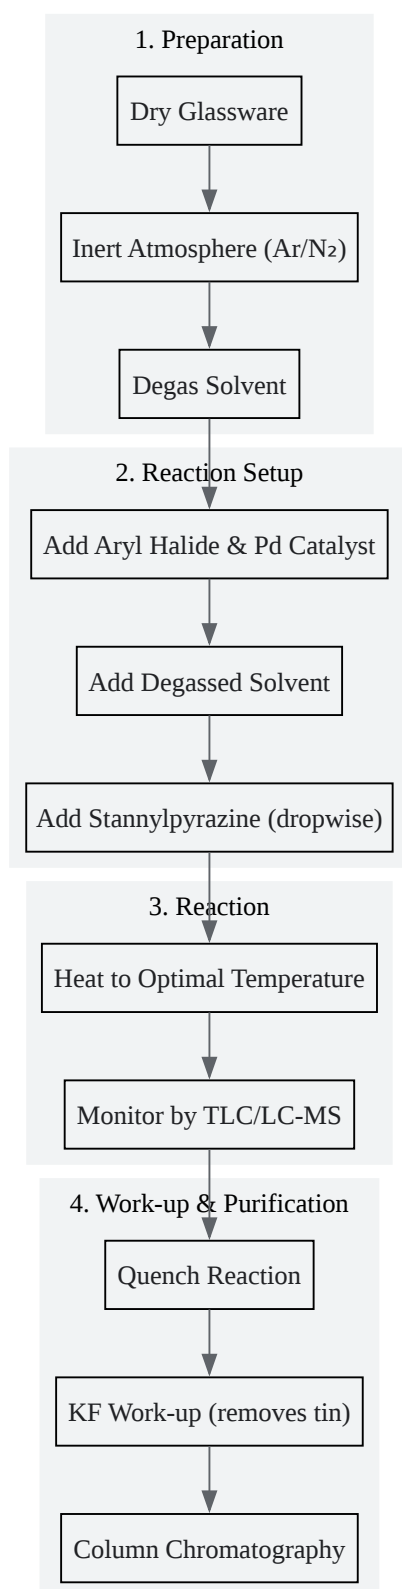 1. Preparation
Dry Glassware
Inert Atmosphere (Ar/N₂)
Degas Solvent
2. Reaction Setup
Add Aryl Halide & Pd Catalyst
Add Degassed Solvent
Add Stannylpyrazine (dropwise)
3. Reaction
Heat to Optimal Temperature
Monitor by TLC/LC-MS
4. Work-up & Purification
Quench Reaction
KF Work-up (removes tin)
Column Chromatography